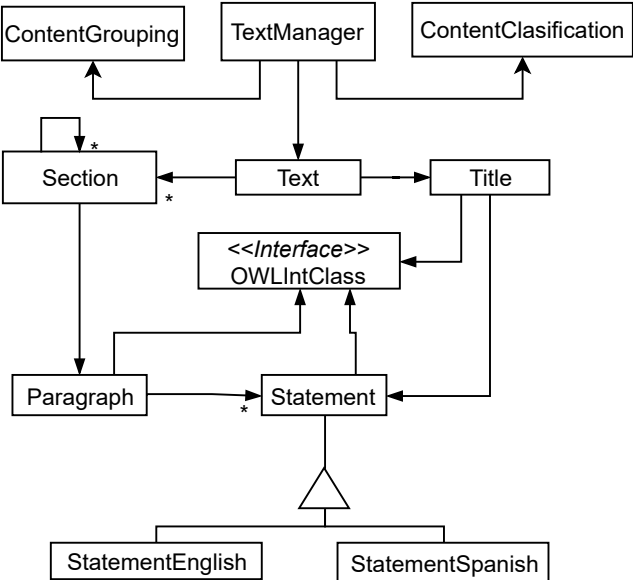 ContentGrouping
TextManager
ContentClasification
*
Section
*
Text
Title
<<Interface>>
OWLIntClass
Paragraph
*
Statement
StatementEnglish
StatementSpanish